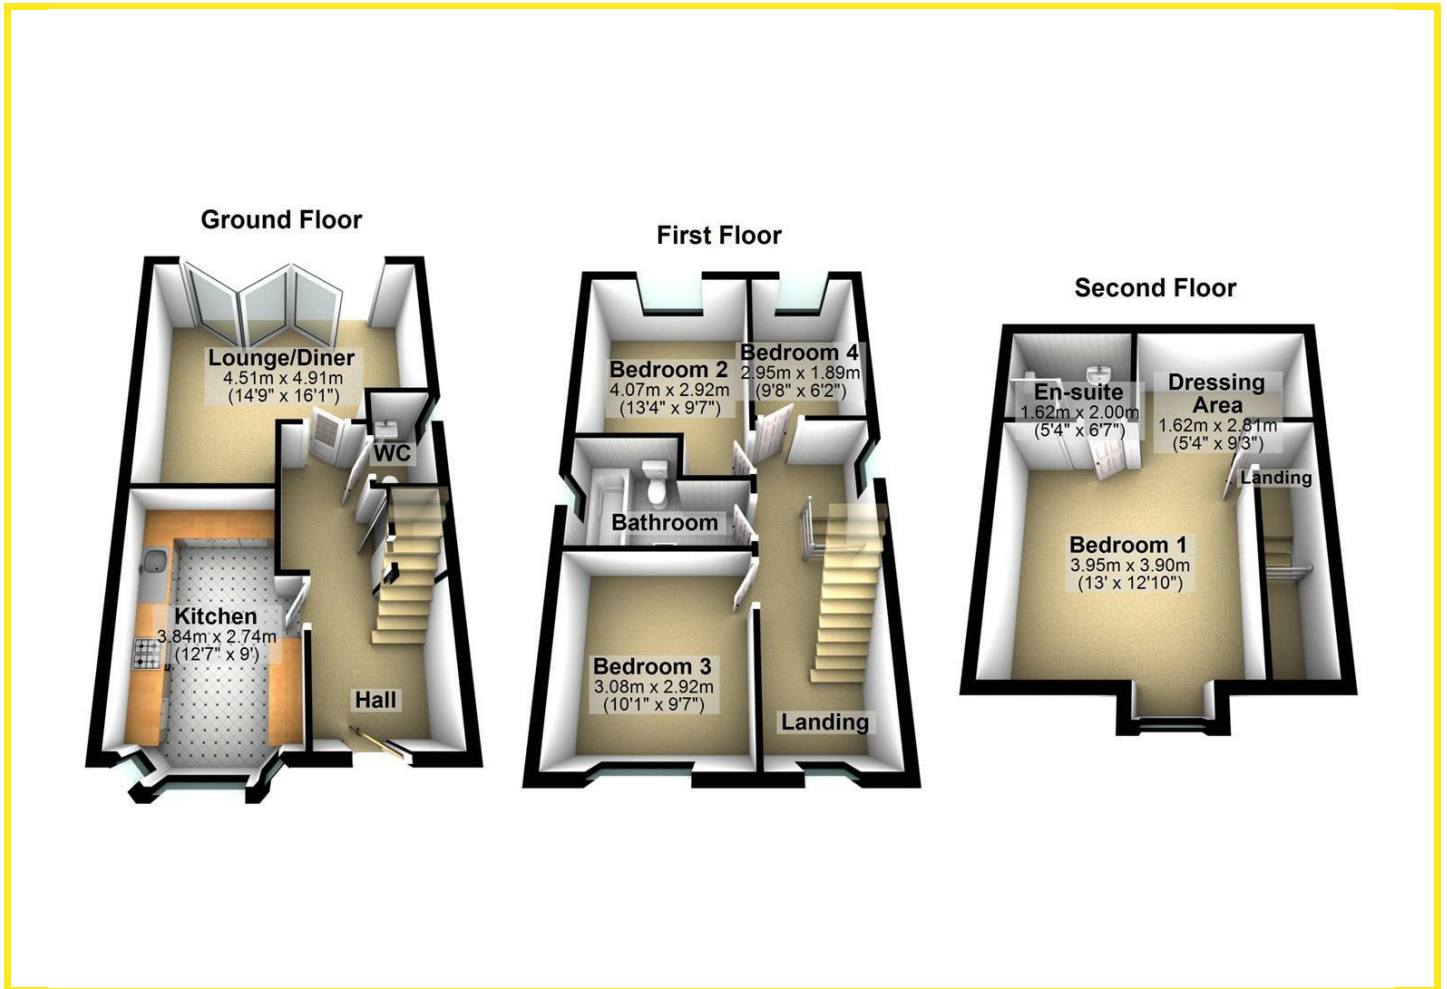 Ground Floor
Lounge/Diner
4.51m x 4.91m
(14'9" x 16'1")
WC
Kitchen
3.84m x 2.74m
(12'7" x 9')
Hall
First Floor
Bedroom 2
4.07m x 2.92m
(13'4" x 9'7")
Bedroom 4
2.95m x 1.89m
(9'8" x 6'2")
Bathroom
Bedroom 3
3.08m x 2.92m
(10'1" x 9'7")
Landing
Second Floor
En-suite
1.62m x 2.00m
(5'4" x 6'7")
Dressing
Area
1.62m x 2.81m
(5'4" x 9'3")
Landing
Bedroom 1
3.95m x 3.90m
(13' x 12'10")